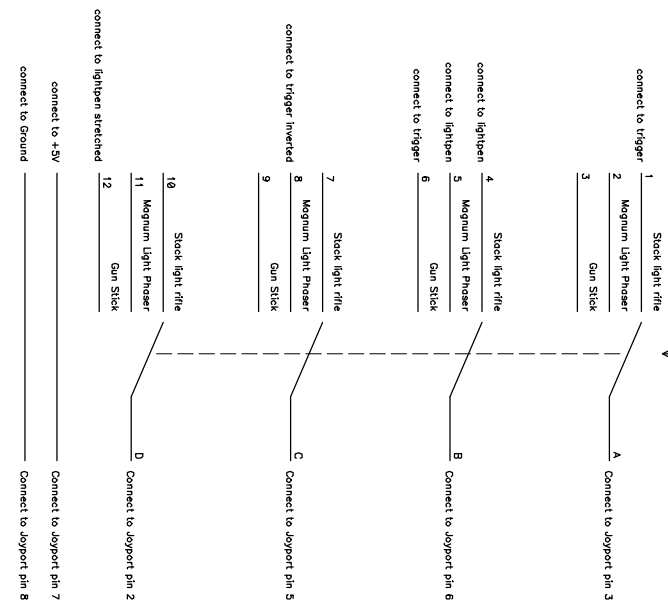 connect to trigger
1
2
3
Stack light rifle
Magnum Light Phaser
Gun Stick
A
Connect to Joyport pin 3
connect to lightpen
connect to lightpen
connect to trigger
4
5
6
Stack light rifle
Magnum Light Phaser
Gun Stick
B
Connect to Joyport pin 6
connect to trigger inverted
7
8
9
Stack light rifle
Magnum Light Phaser
Gun Stick
C
Connect to Joyport pin 5
connect to lightpen stretched
10
11
12
Stack light rifle
Magnum Light Phaser
Gun Stick
D
Connect to Joyport pin 2
connect to +5V
Connect to Joyport pin 7
connect to Ground
Connect to Joyport pin 8